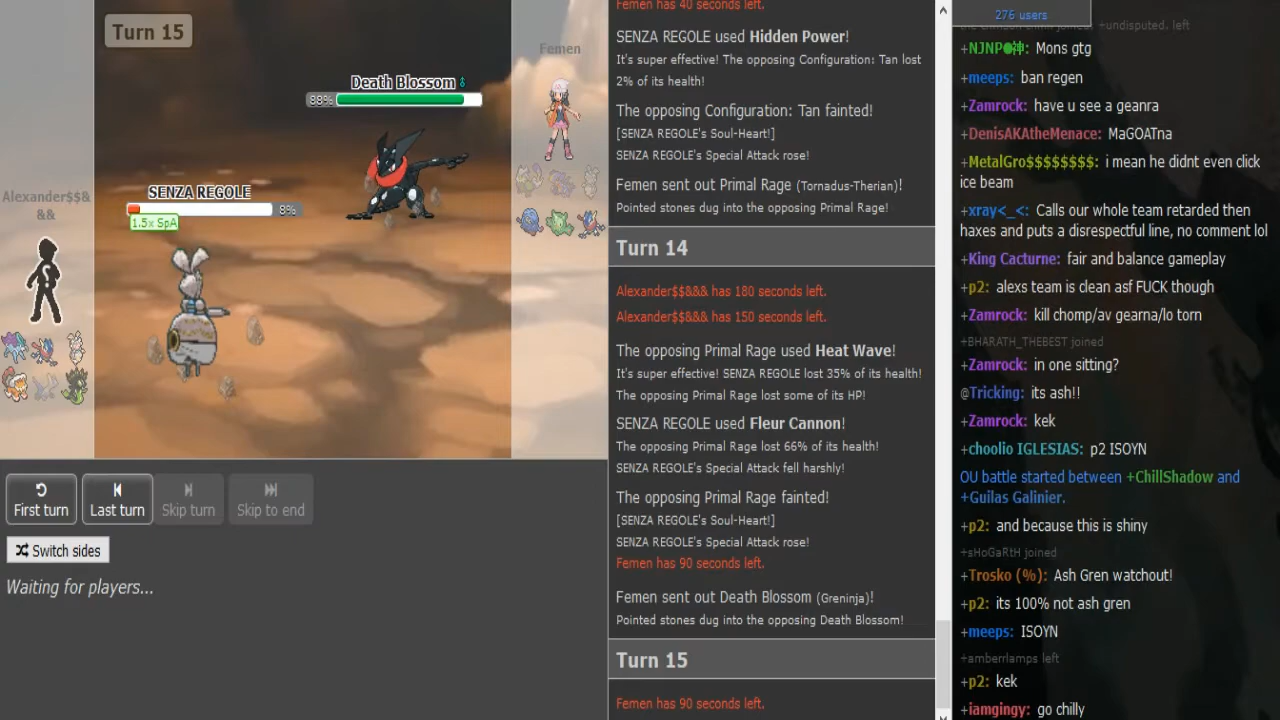 Turn 15
Femen
Death Blossom
88%
SENZA REGOLE
8%
1.5x SpA
Alexander$$&
&&
First turn
Last turn
Skip turn
Skip to end
Switch sides
Waiting for players...
Femen has 40 seconds left.
SENZA REGOLE used Hidden Power!
It's super effective! The opposing Configuration: Tan lost
2% of its health!
The opposing Configuration: Tan fainted!
[SENZA REGOLE's Soul-Heart!]
SENZA REGOLE's Special Attack rose!
Femen sent out Primal Rage (Tornadus-Therian)!
Pointed stones dug into the opposing Primal Rage!
Turn 14
Alexander$$&&& has 180 seconds left.
Alexander$$&&& has 150 seconds left.
The opposing Primal Rage used Heat Wave!
It's super effective! SENZA REGOLE lost 35% of its health!
The opposing Primal Rage lost some of its HP!
SENZA REGOLE used Fleur Cannon!
The opposing Primal Rage lost 66% of its health!
SENZA REGOLE's Special Attack fell harshly!
The opposing Primal Rage fainted!
[SENZA REGOLE's Soul-Heart!]
SENZA REGOLE's Special Attack rose!
Femen has 90 seconds left.
Femen sent out Death Blossom (Greninja)!
Pointed stones dug into the opposing Death Blossom!
Turn 15
Femen has 90 seconds left.
276 users
joined; +undisputed, left
+NJNP●神: Mons gtg
+meeps: ban regen
+Zamrock: have u see a geanra
+DenisAKAtheMenace: MaGOATna
+MetalGro$$$$$$$$: i mean he didnt even click
ice beam
+xray<_<: Calls our whole team retarded then
haxes and puts a disrespectful line, no comment lol
+King Cacturne: fair and balance gameplay
+p2: alexs team is clean asf FUCK though
+Zamrock: kill chomp/av gearna/lo torn
+BHARATH_THEBEST joined
+Zamrock: in one sitting?
@Tricking: its ash!!
+Zamrock: kek
+choolio IGLESIAS: p2 ISOYN
OU battle started between +ChillShadow and
+Guilas Galinier.
+p2: and because this is shiny
+sHoGaRtH joined
+Trosko (%): Ash Gren watchout!
+p2: its 100% not ash gren
+meeps: ISOYN
+amberlamps left
+p2: kek
+iamgingy: go chilly